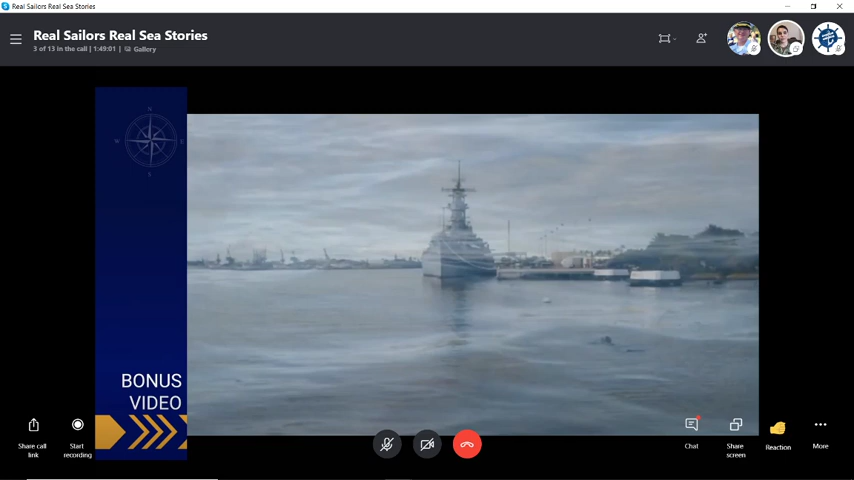 Real Sailors Real Sea Stories
Real Sailors Real Sea Stories
3 of 13 in the call | 1:49:01 | Gallery
N
W E
S
BONUS
VIDEO
Share call
link
Start
recording
Chat
Share
screen
Reaction
More